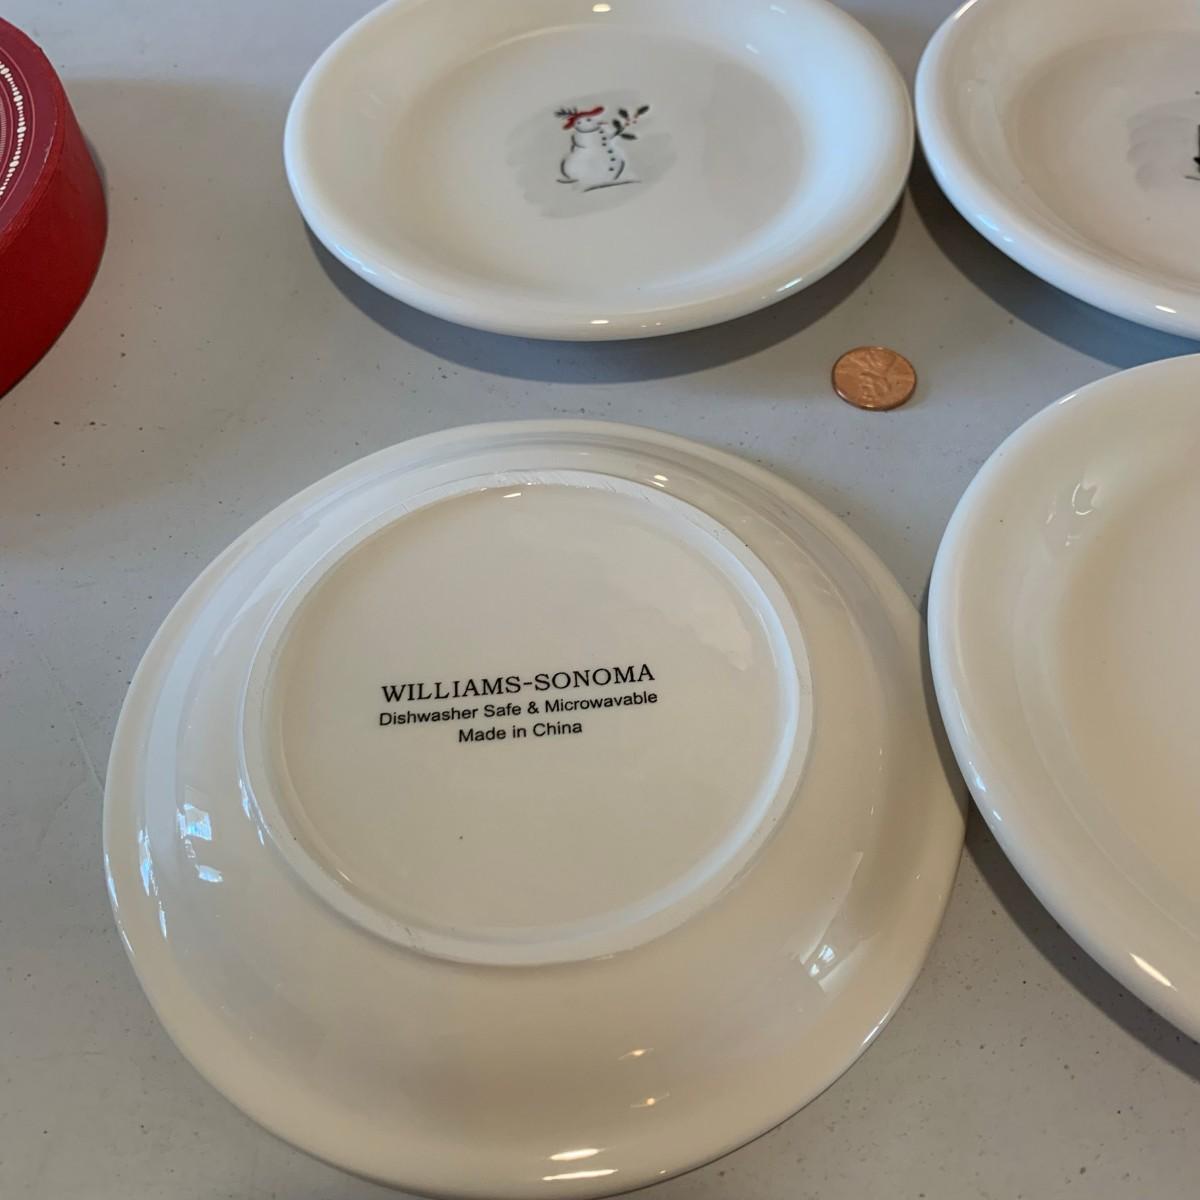 WILLIAMS-SONOMA
Dishwasher Safe & Microwavable
Made in China